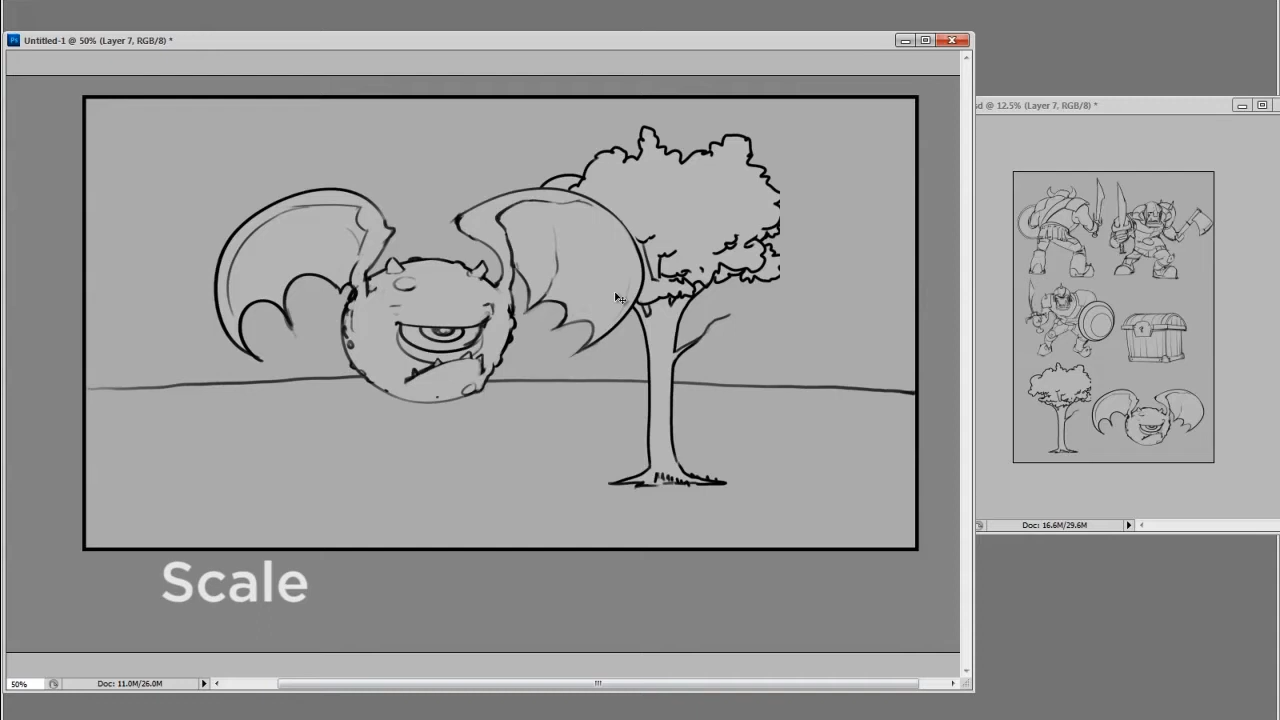 Untitled-1 @ 50% (Layer 7, RGB/8) *
sd @ 12.5% (Layer 7, RGB/8) *
Doc: 16.6M/29.6M
Scale
50%
Doc: 11.0M/26.0M